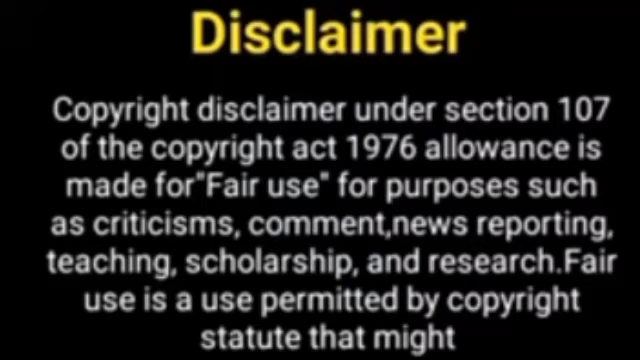 Disclaimer
Copyright disclaimer under section 107
of the copyright act 1976 allowance is
made for"Fair use" for purposes such
as criticisms, comment,news reporting,
teaching, scholarship, and research.Fair
use is a use permitted by copyright
statute that might